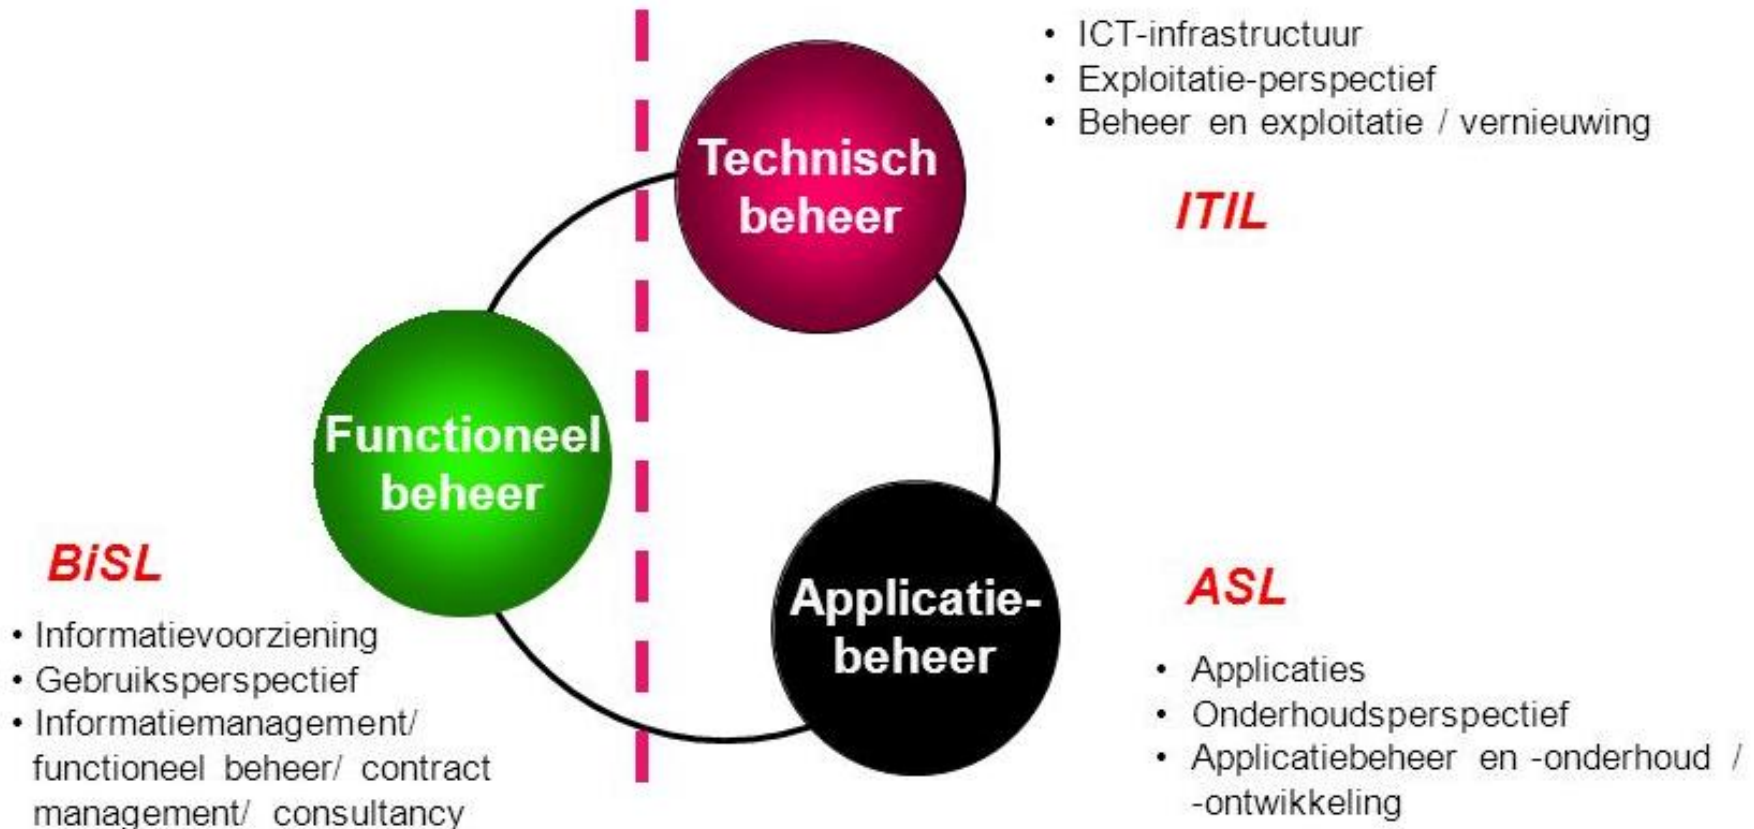 • ICT-infrastructuur
• Exploitatie-perspectief
• Beheer en exploitatie / vernieuwing
ITIL
Technisch
beheer
Functioneel
beheer
BiSL
• Informatievoorziening
• Gebruiksperspectief
• Informatiemanagement/
functioneel beheer/ contract
management/ consultancy
Applicatie-
beheer
ASL
• Applicaties
• Onderhoudsperspectief
• Applicatiebeheer en -onderhoud /
-ontwikkeling